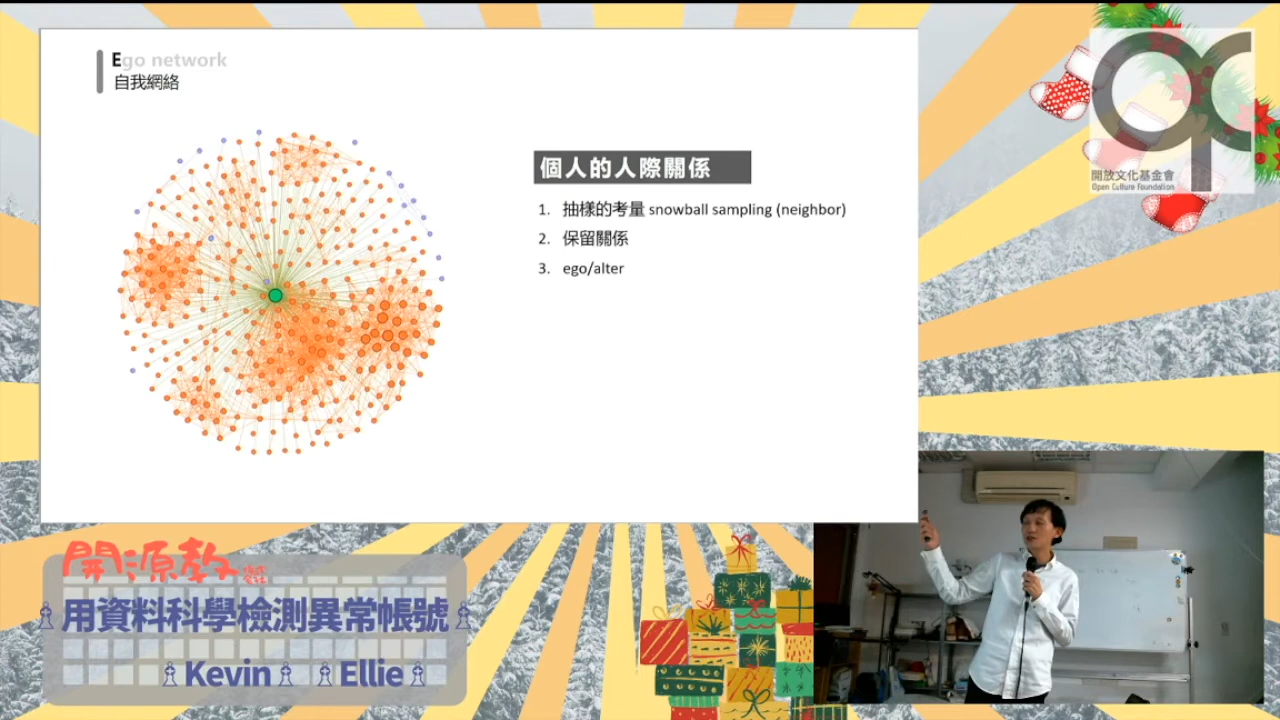 Ego network
自我網絡
個人的人際關係
1. 抽樣的考量 snowball sampling (neighbor)
2. 保留關係
3. ego/alter
開放文化基金會
Open Culture Foundation
開源教
用資料科學檢測異常帳號
Kevin Ellie